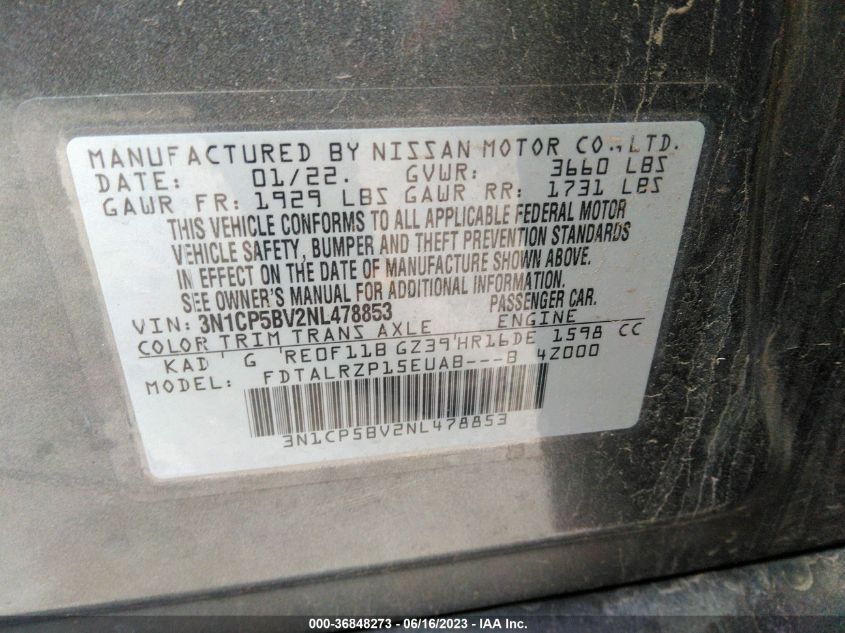 MANUFACTURED BY NISSAN MOTOR CO.,LTD.
DATE: 01/22. GVWR: 3660 LBS
GAWR FR: 1929 LBS GAWR RR: 1731 LBS
THIS VEHICLE CONFORMS TO ALL APPLICABLE FEDERAL MOTOR
VEHICLE SAFETY, BUMPER AND THEFT PREVENTION STANDARDS
IN EFFECT ON THE DATE OF MANUFACTURE SHOWN ABOVE.
SEE OWNER'S MANUAL FOR ADDITIONAL INFORMATION.
VIN: 3N1CP5BV2NL478853 PASSENGER CAR.
COLOR TRIM TRANS AXLE ENGINE
KAD ' G 'RE0F11B GZ39'HR16DE 1598 CC
MODEL: FDTALRZP15EUAB---B 4Z000
3N1CP5BV2NL478853
000-36848273 - 06/16/2023 - IAA Inc.